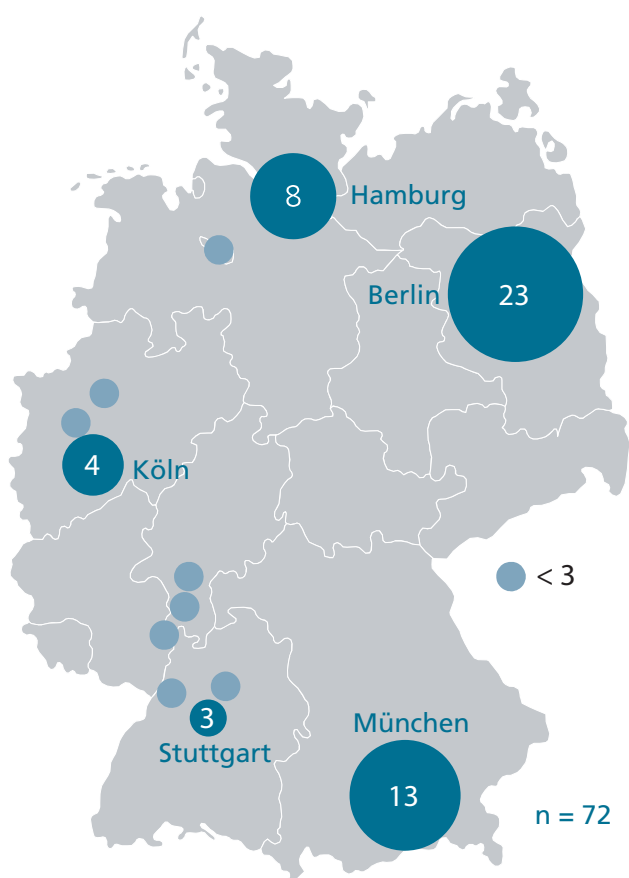 8
Hamburg
Berlin
23
4
Köln
< 3
3
Stuttgart
München
13
n = 72